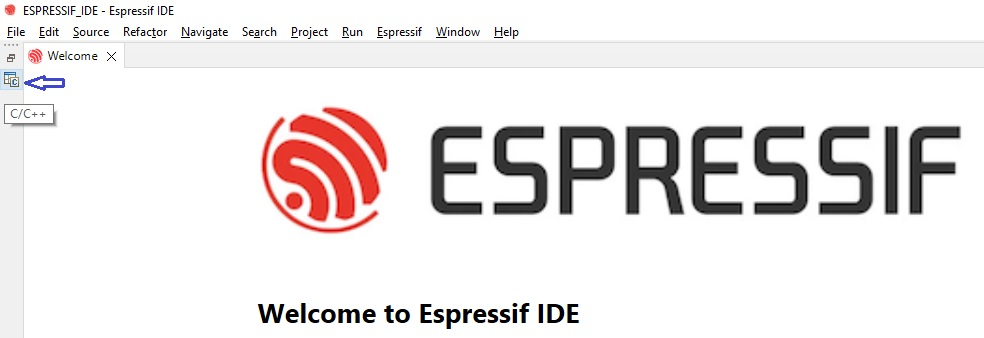 ESPRESSIF_IDE - Espressif IDE
File Edit Source Refactor Navigate Search Project Run Espressif Window Help
Welcome
C
C/C++
ESPRESSIF
Welcome to Espressif IDE